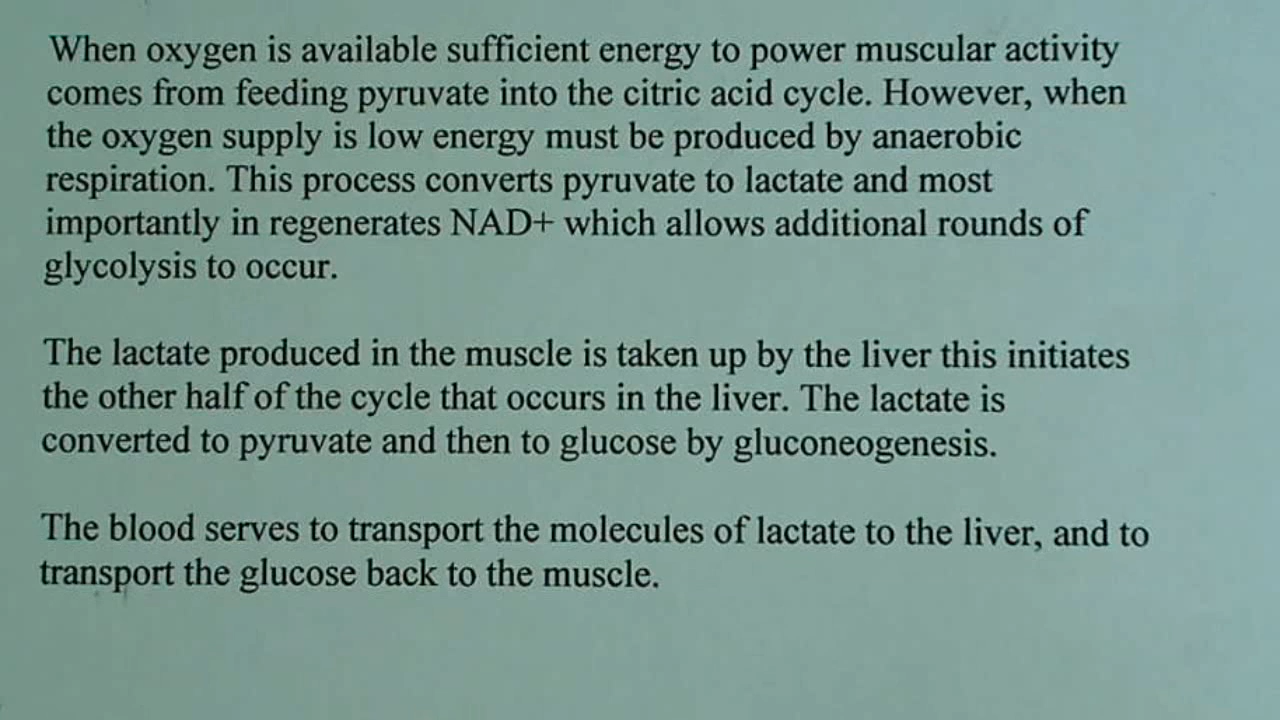 When oxygen is available sufficient energy to power muscular activity
comes from feeding pyruvate into the citric acid cycle. However, when
the oxygen supply is low energy must be produced by anaerobic
respiration. This process converts pyruvate to lactate and most
importantly in regenerates NAD+ which allows additional rounds of
glycolysis to occur.
The lactate produced in the muscle is taken up by the liver this initiates
the other half of the cycle that occurs in the liver. The lactate is
converted to pyruvate and then to glucose by gluconeogenesis.
The blood serves to transport the molecules of lactate to the liver, and to
transport the glucose back to the muscle.